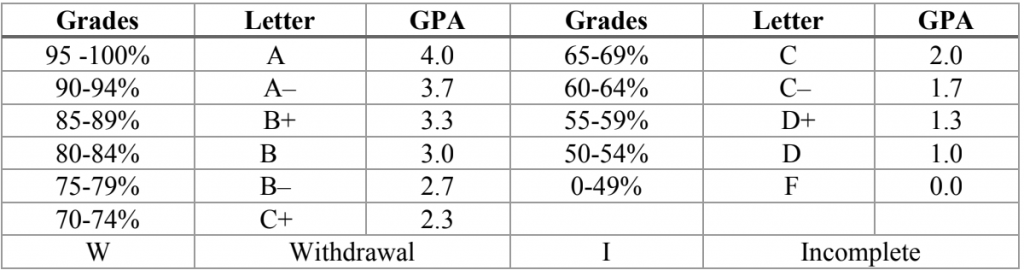 Grades Letter GPA Grades Letter GPA
95 -100% A 4.0 65-69% C 2.0
90-94% A– 3.7 60-64% C– 1.7
85-89% B+ 3.3 55-59% D+ 1.3
80-84% B 3.0 50-54% D 1.0
75-79% B– 2.7 0-49% F 0.0
70-74% C+ 2.3
W Withdrawal I Incomplete